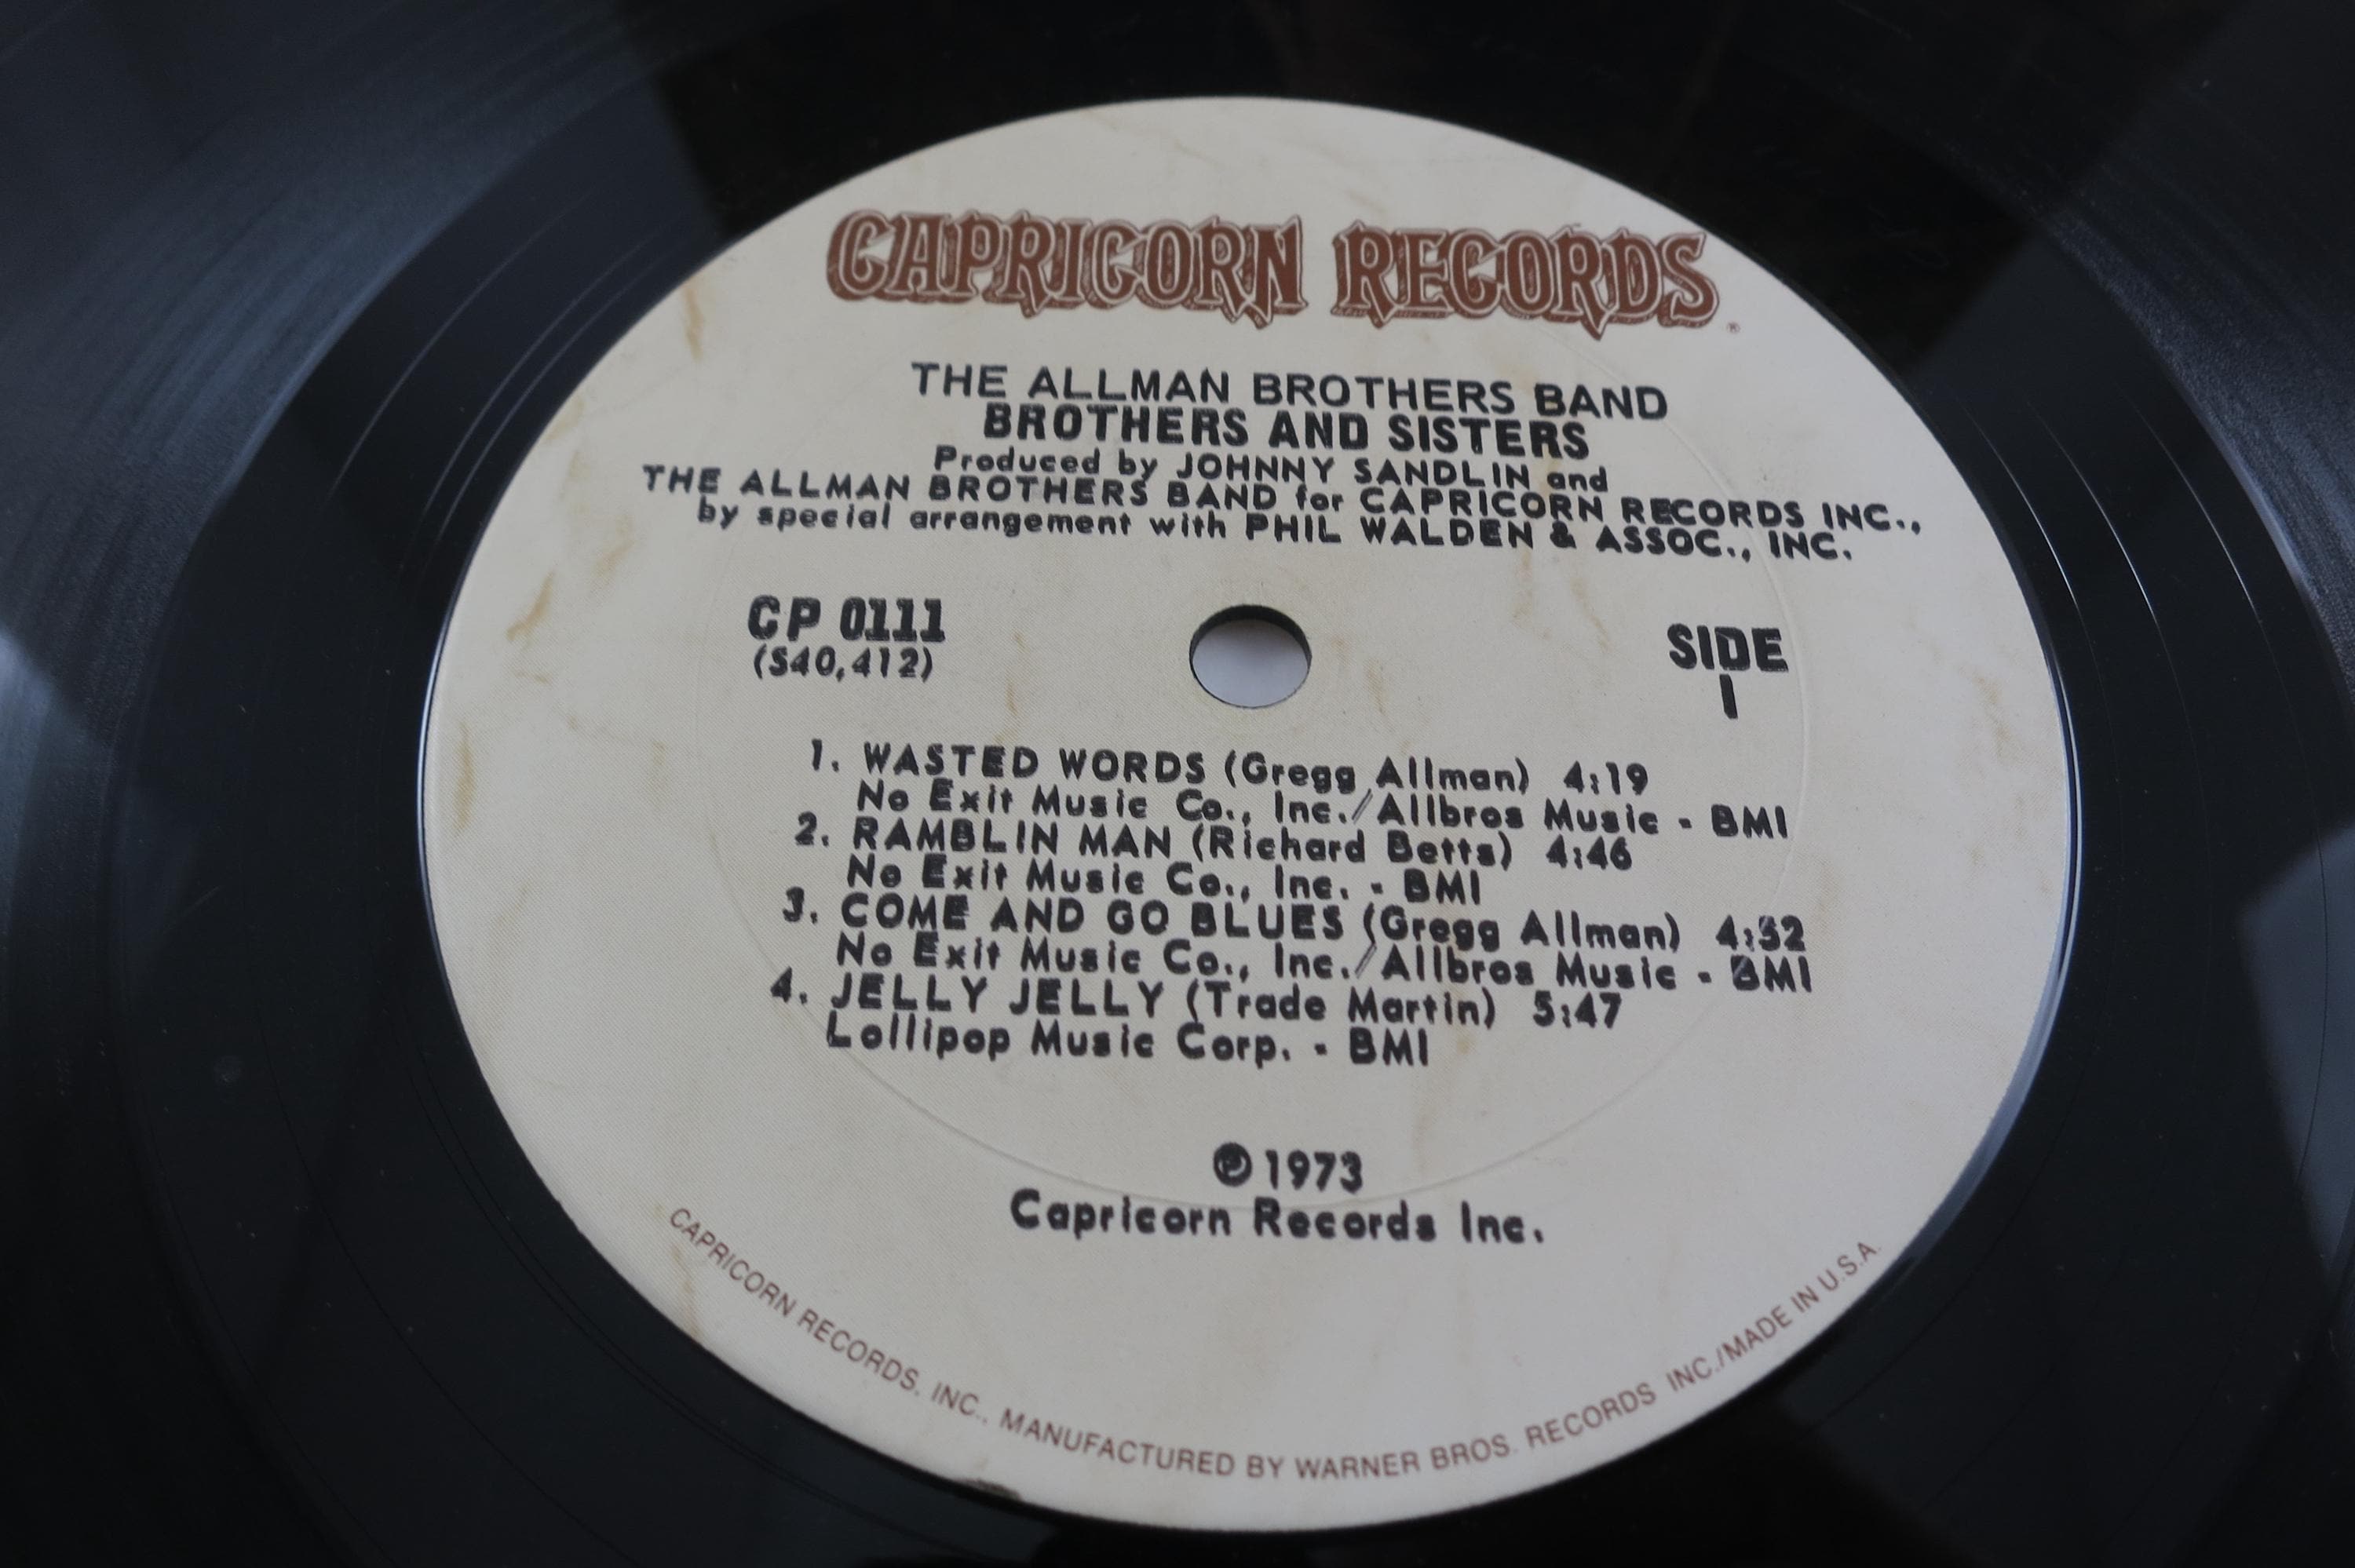 CAPRICORN RECORDS®
THE ALLMAN BROTHERS BAND
BROTHERS AND SISTERS
Produced by JOHNNY SANDLIN and
THE ALLMAN BROTHERS BAND for CAPRICORN RECORDS INC.,
by special arrangement with PHIL WALDEN & ASSOC., INC.
CP 0111
(S40,412)
SIDE
1
1. WASTED WORDS (Gregg Allman) 4:19
No Exit Music Co., Inc./Allbros Music - BMI
2. RAMBLIN MAN (Richard Betts) 4:46
No Exit Music Co., Inc. - BMI
3. COME AND GO BLUES (Gregg Allman) 4:52
No Exit Music Co., Inc./Allbros Music - BMI
4. JELLY JELLY (Trade Martin) 5:47
Lollipop Music Corp. - BMI
℗ 1973
Capricorn Records Inc.
CAPRICORN RECORDS, INC., MANUFACTURED BY WARNER BROS. RECORDS INC./MADE IN U.S.A.